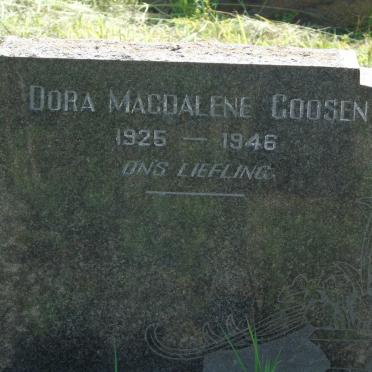 DORA MAGDALENE GOOSEN
1925 — 1946
ONS LIEFLING